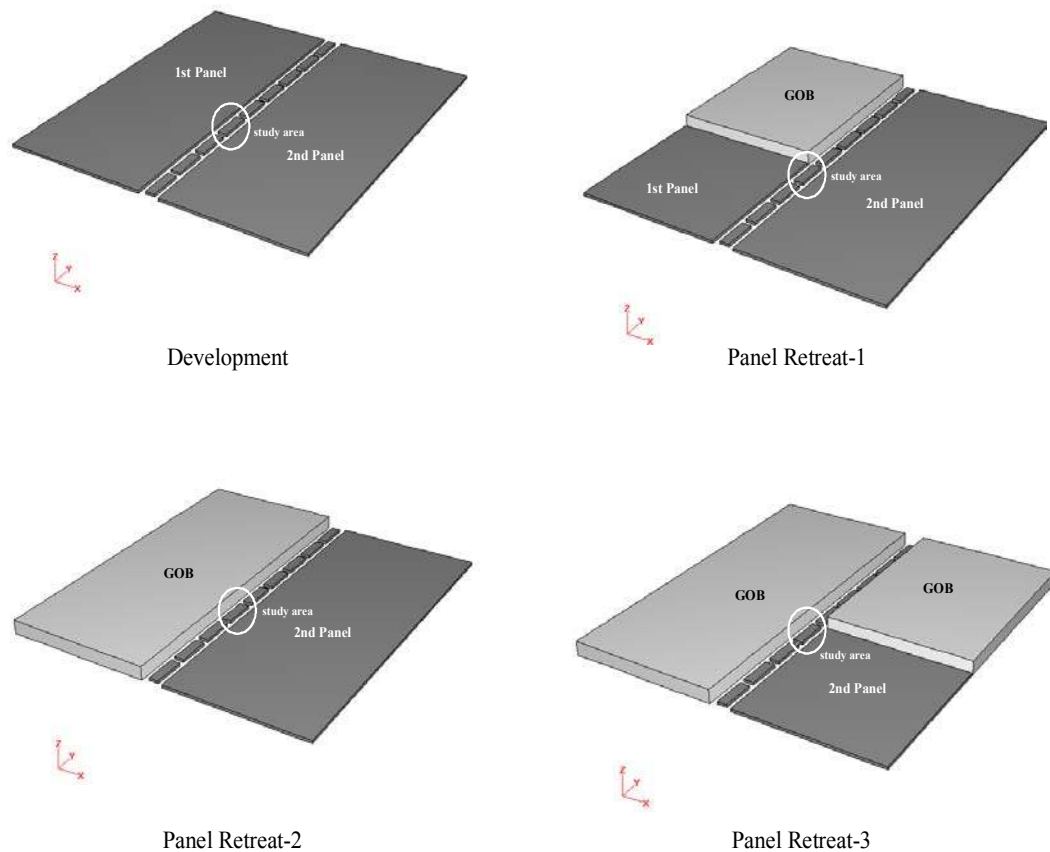 1st Panel
study area
2nd Panel
Z
Y
X
Development
GOB
study area
1st Panel
2nd Panel
Z
Y
X
Panel Retreat-1
GOB
study area
2nd Panel
Z
Y
X
Panel Retreat-2
GOB
GOB
study area
2nd Panel
Z
Y
X
Panel Retreat-3